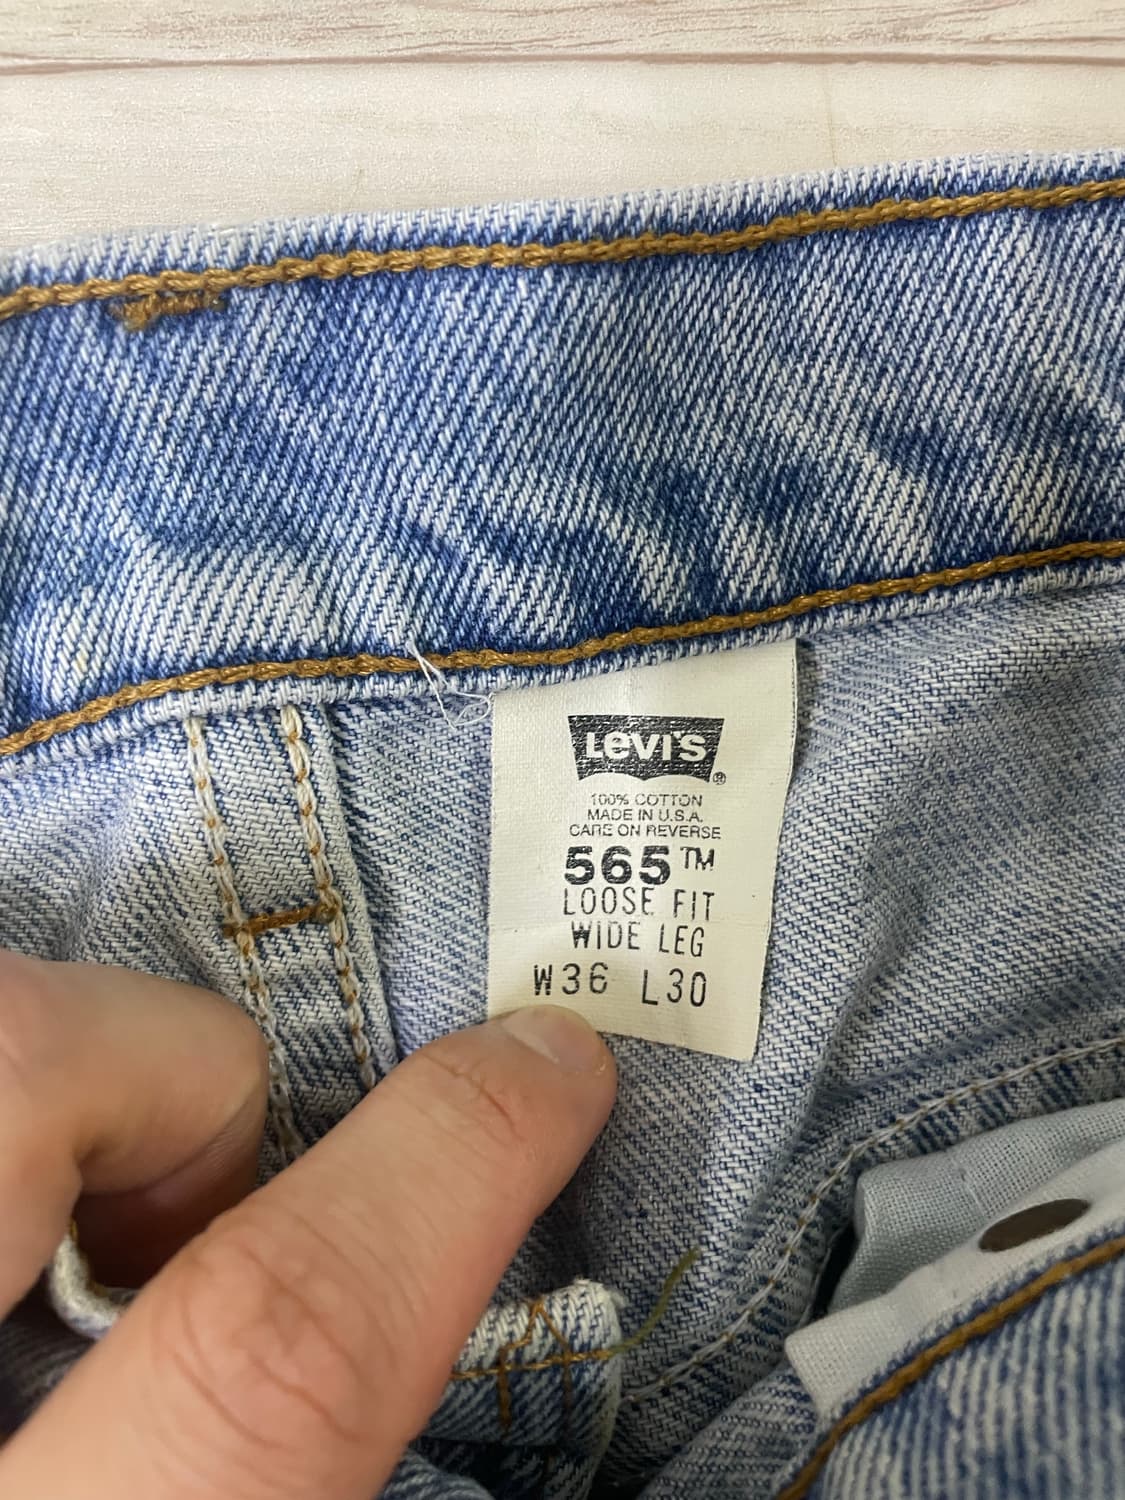 Levi's®
100% COTTON
MADE IN U.S.A.
CARE ON REVERSE
565™
LOOSE FIT
WIDE LEG
W36 L30